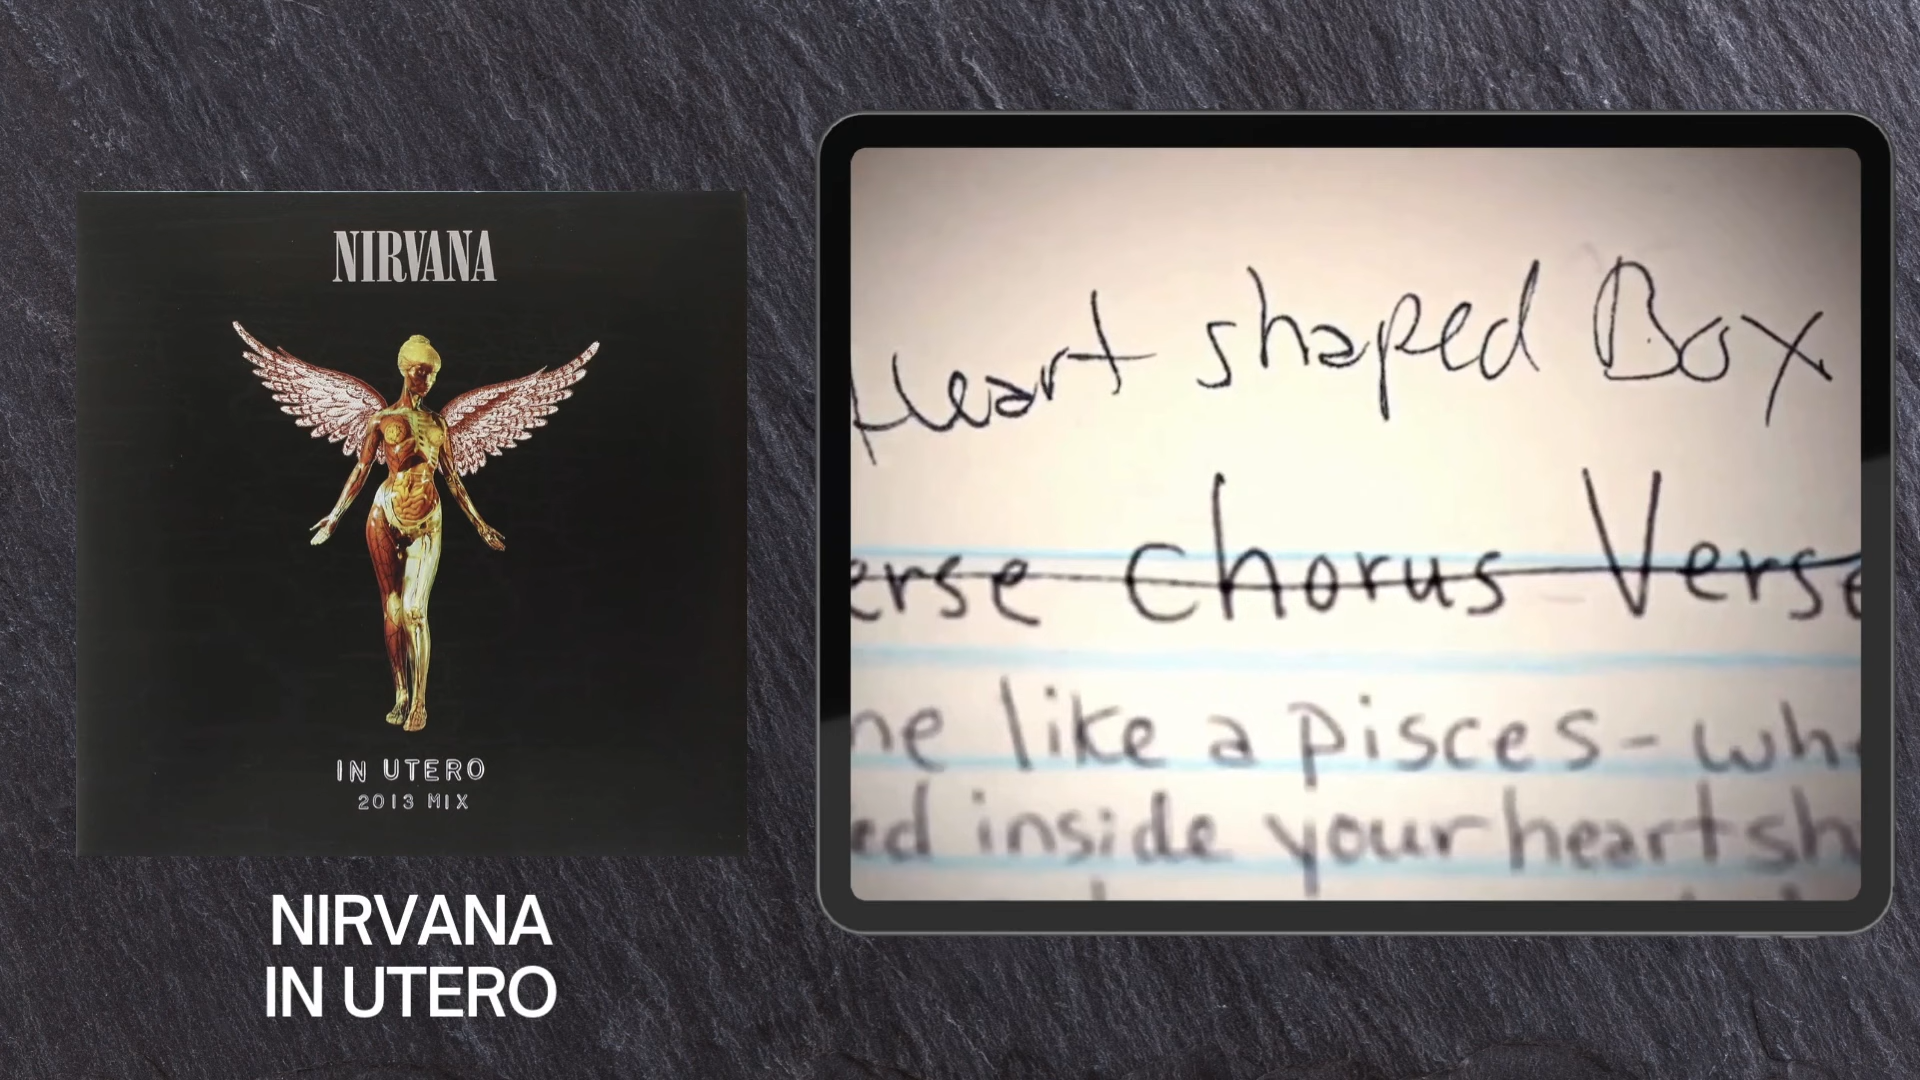 NIRVANA
IN UTERO
2013 MIX
NIRVANA
IN UTERO
Heart shaped Box
erse Chorus Verse
me like a pisces - wh
ed inside your heartsh